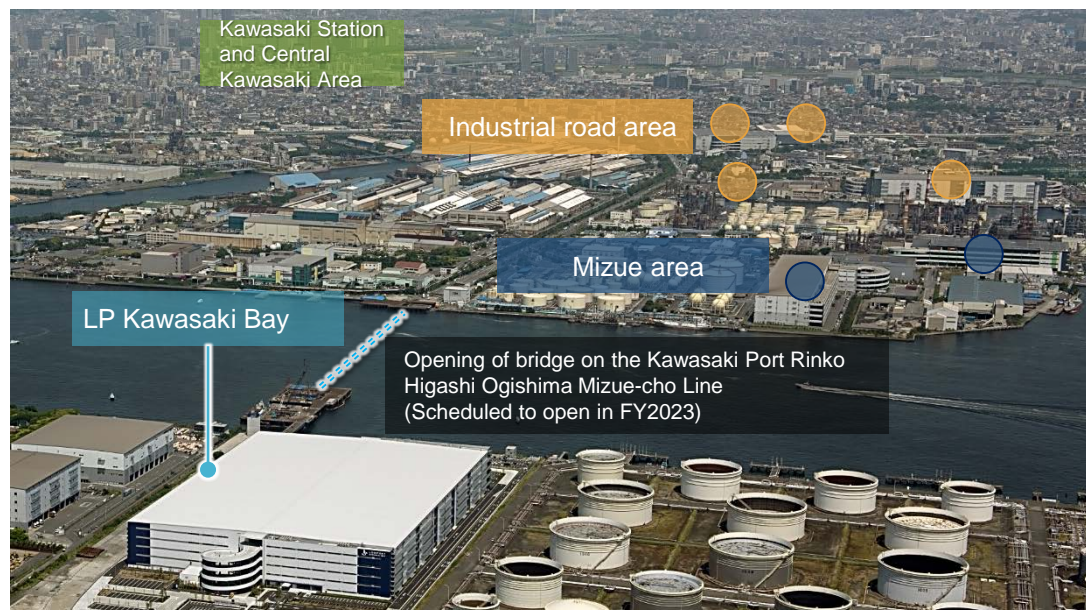 Kawasaki Station
and Central
Kawasaki Area
Industrial road area
Mizue area
LP Kawasaki Bay
Opening of bridge on the Kawasaki Port Rinko
Higashi Ogishima Mizue-cho Line
(Scheduled to open in FY2023)